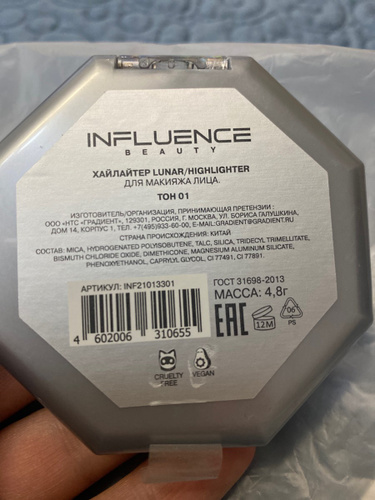 INFLUENCE
BEAUTY
ХАЙЛАЙТЕР LUNAR/HIGHLIGHTER
ДЛЯ МАКИЯЖА ЛИЦА.
ТОН 01
ИЗГОТОВИТЕЛЬ/ОРГАНИЗАЦИЯ, ПРИНИМАЮЩАЯ ПРЕТЕНЗИИ :
ООО «НТС «ГРАДИЕНТ», 129301, РОССИЯ, Г. МОСКВА, УЛ. БОРИСА ГАЛУШКИНА,
ДОМ 14, КОРПУС 1, ТЕЛ. +7(495)933-60-00, E-MAIL:GRADIENT@GRADIENT.RU
СТРАНА ПРОИСХОЖДЕНИЯ: КИТАЙ
СОСТАВ: MICA, HYDROGENATED POLYISOBUTENE, TALC, SILICA, TRIDECYL TRIMELLITATE,
BISMUTH CHLORIDE OXIDE, DIMETHICONE, MAGNESIUM ALUMINUM SILICATE,
PHENOXYETHANOL, CAPRYLYL GLYCOL, CI 77491, CI 77891.
АРТИКУЛ: INF21013301
4 602006 310655
ГОСТ 31698-2013
МАССА: 4,8г
EAC
12M
06
PS
CRUELTY
FREE
VEGAN